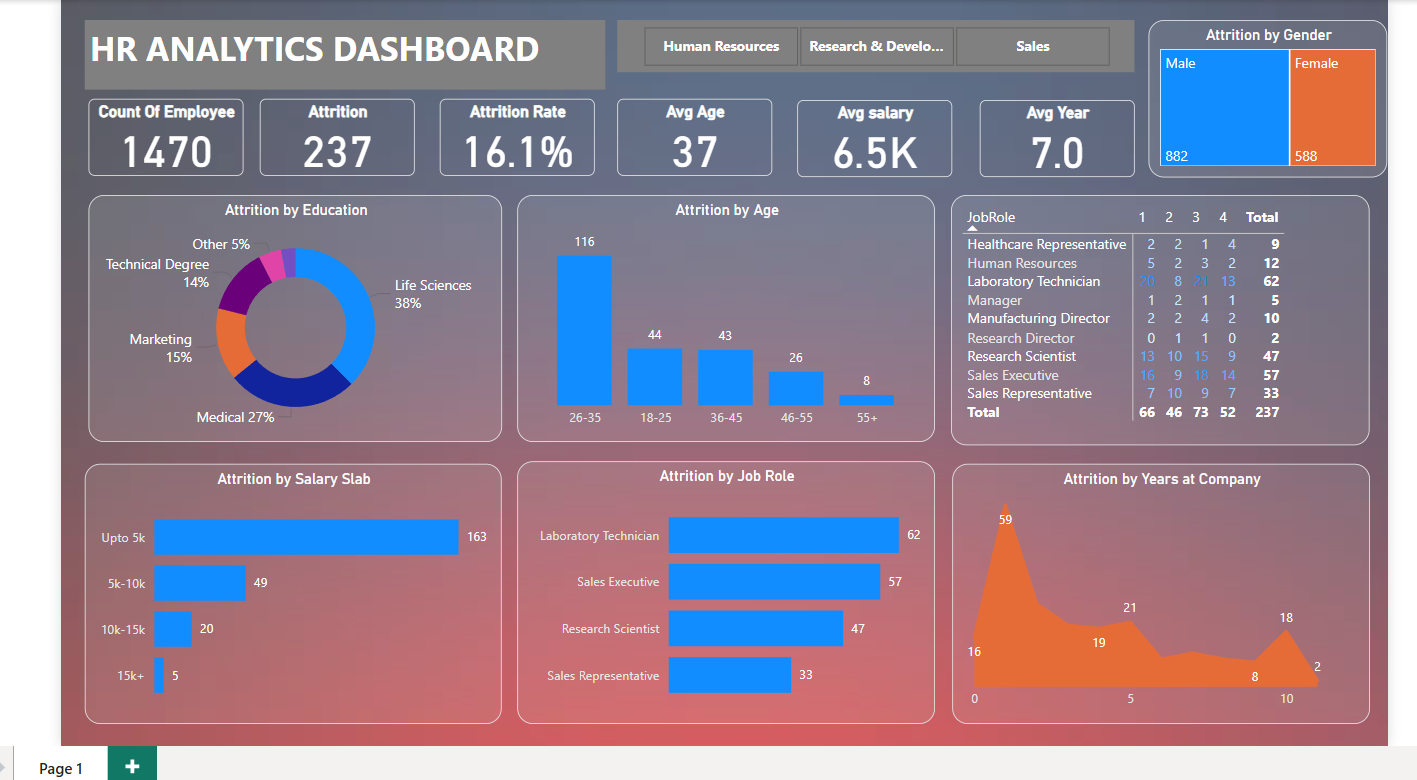 HR ANALYTICS DASHBOARD
Human Resources
Research & Develo...
Sales
Attrition by Gender
Male
Female
882
588
Count Of Employee
1470
Attrition
237
Attrition Rate
16.1%
Avg Age
37
Avg salary
6.5K
Avg Year
7.0
Attrition by Education
Other 5%
Technical Degree
14%
Life Sciences
38%
Marketing
15%
Medical 27%
Attrition by Age
116
44
43
26
8
26-35
18-25
36-45
46-55
55+
JobRole 1 2 3 4 Total
Healthcare Representative 2 2 1 4 9
Human Resources 5 2 3 2 12
Laboratory Technician 20 8 21 13 62
Manager 1 2 1 1 5
Manufacturing Director 2 2 4 2 10
Research Director 0 1 1 0 2
Research Scientist 13 10 15 9 47
Sales Executive 16 9 18 14 57
Sales Representative 7 10 9 7 33
Total 66 46 73 52 237
Attrition by Salary Slab
Upto 5k 163
5k-10k 49
10k-15k 20
15k+ 5
Attrition by Job Role
Laboratory Technician 62
Sales Executive 57
Research Scientist 47
Sales Representative 33
Attrition by Years at Company
59
16
19
21
8
18
2
0
5
10
Page 1